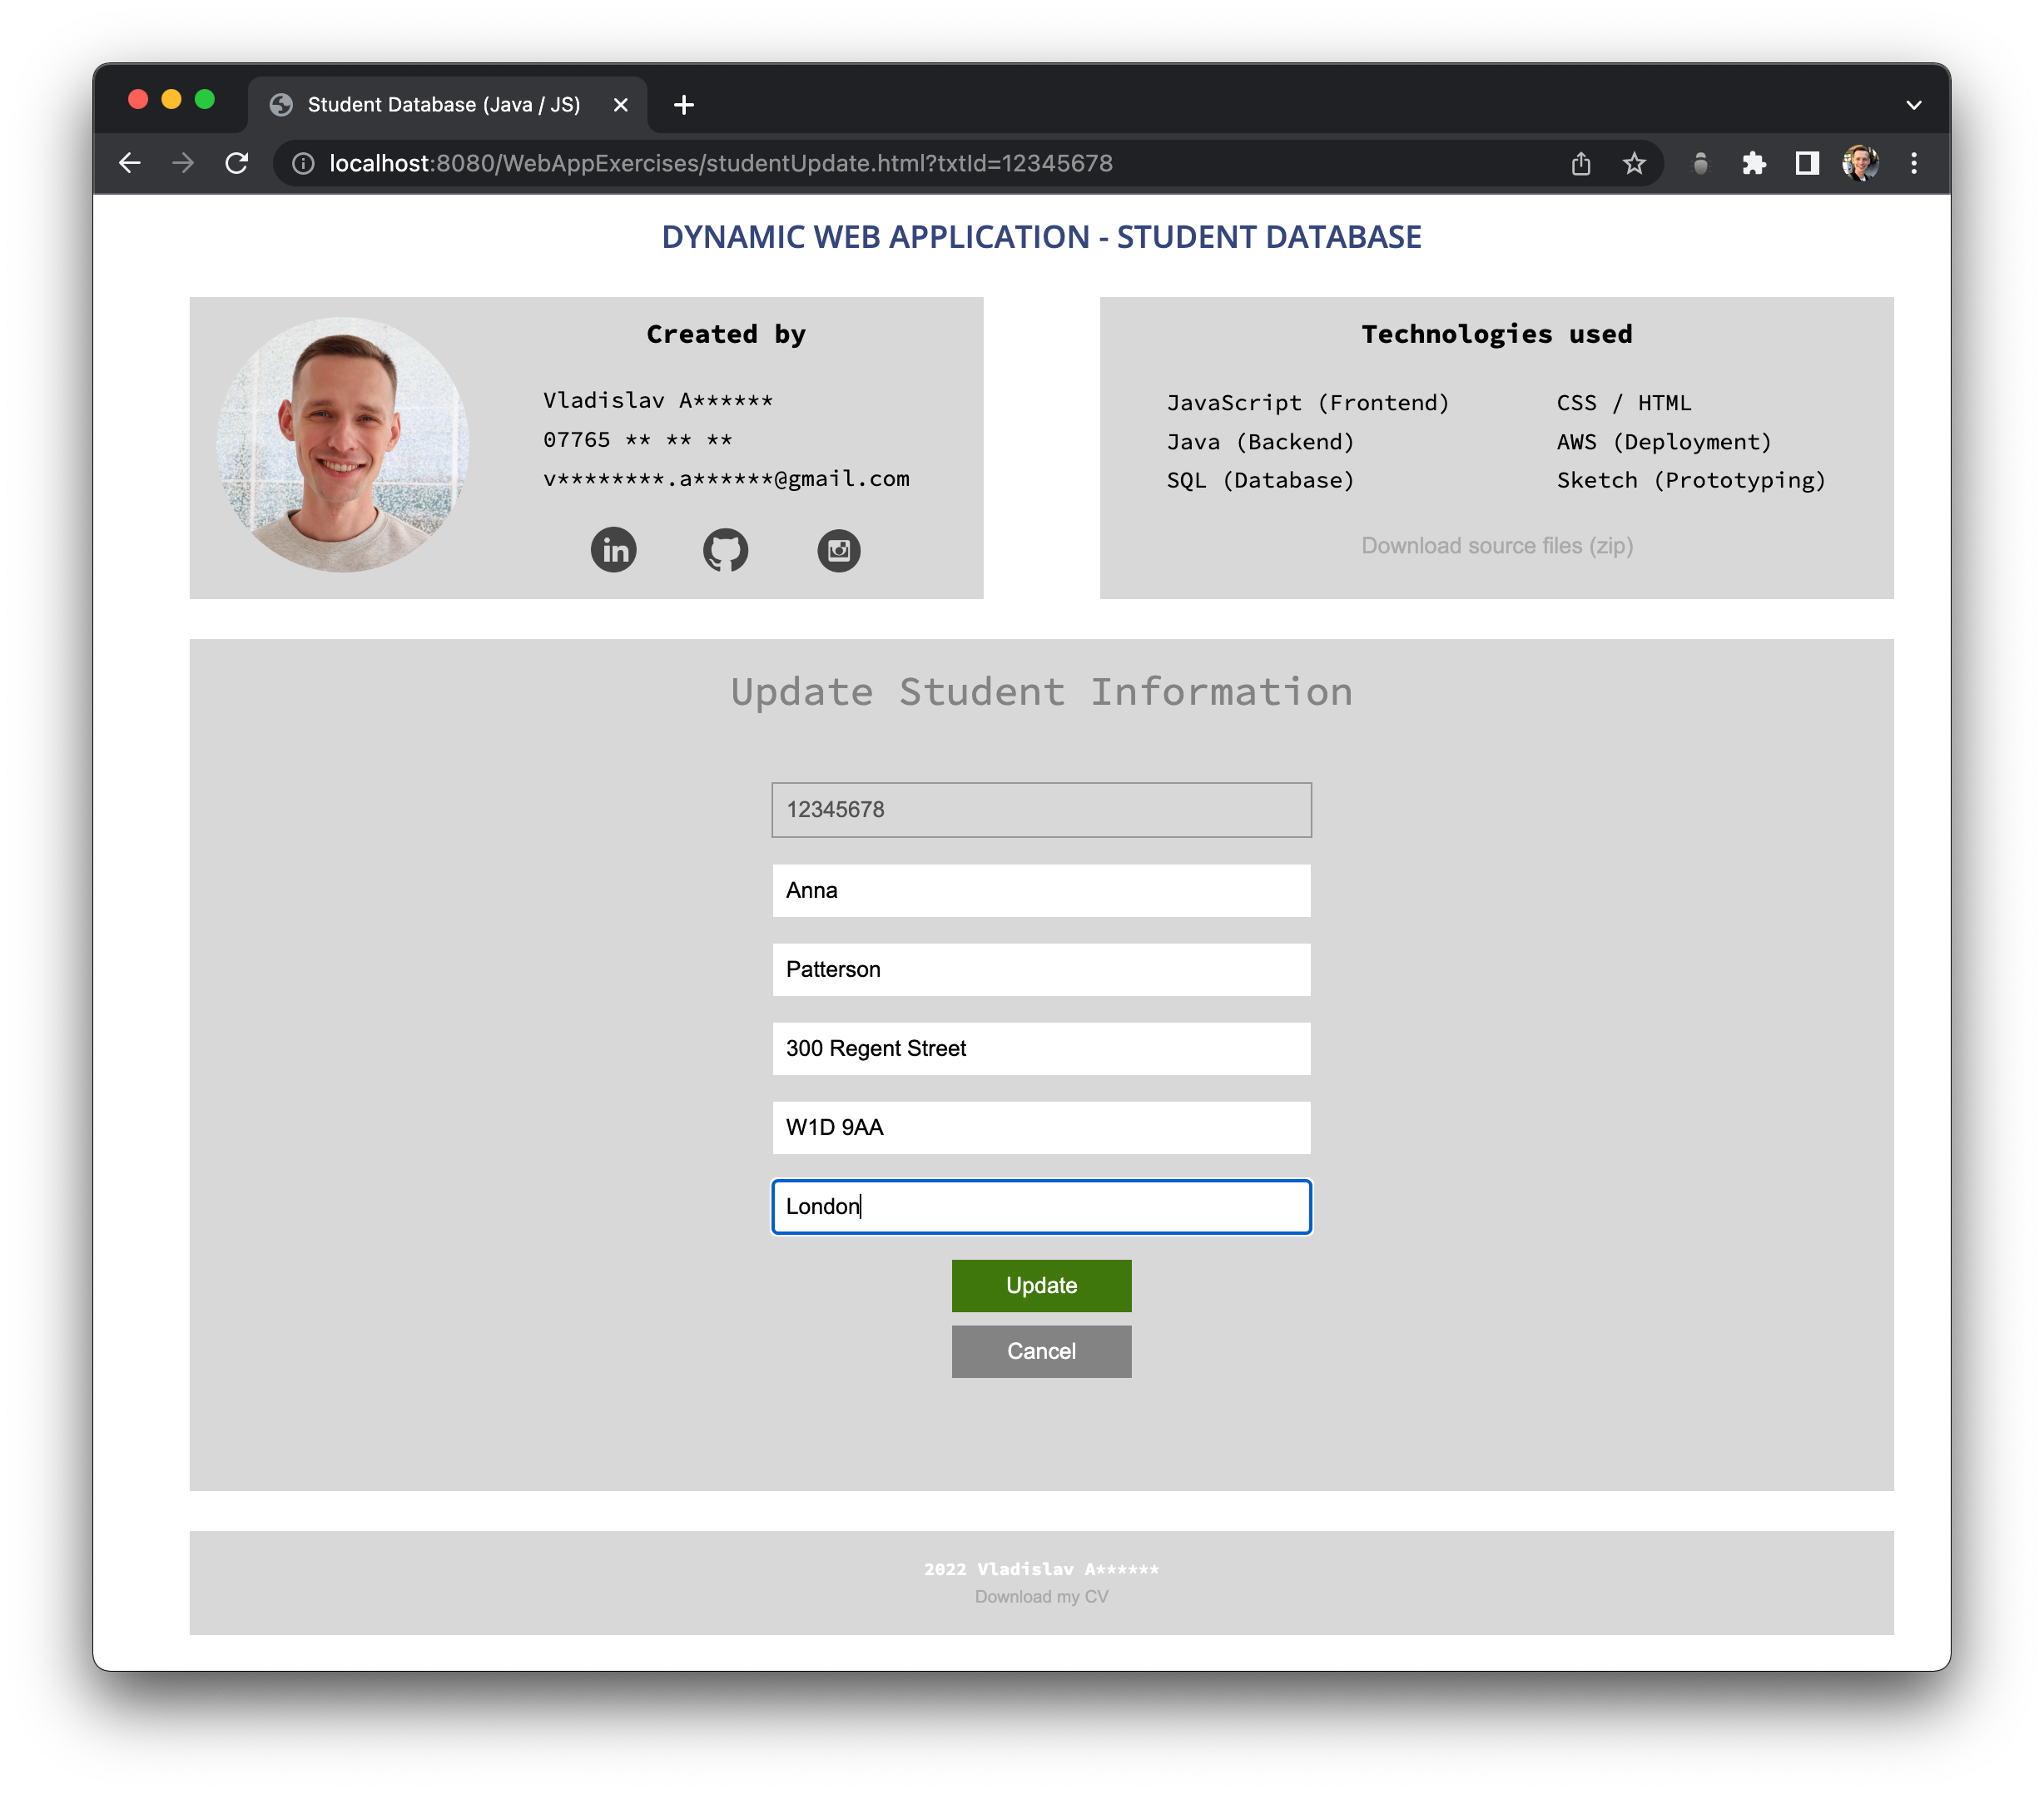 Student Database (Java / JS)
localhost:8080/WebAppExercises/studentUpdate.html?txtId=12345678
DYNAMIC WEB APPLICATION - STUDENT DATABASE
Created by
Vladislav A******
07765 ** ** **
v********.a******@gmail.com
in
Technologies used
JavaScript (Frontend)
Java (Backend)
SQL (Database)
CSS / HTML
AWS (Deployment)
Sketch (Prototyping)
Download source files (zip)
Update Student Information
12345678
Anna
Patterson
300 Regent Street
W1D 9AA
London
Update
Cancel
2022 Vladislav A******
Download my CV